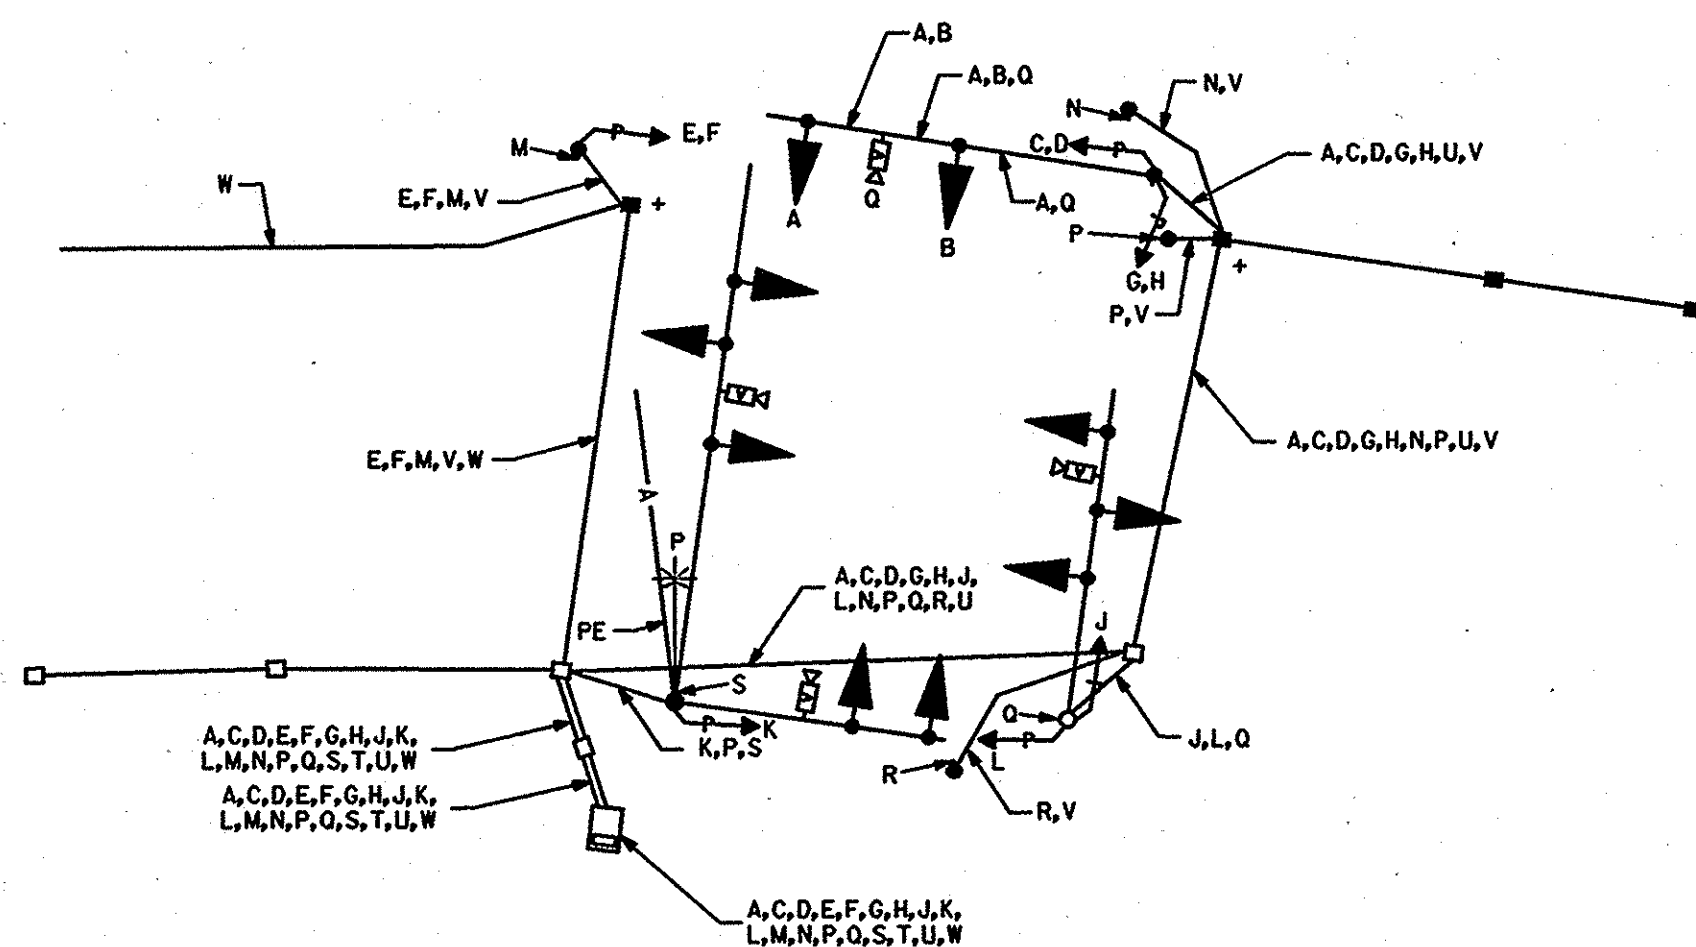 A,B
A,B,Q
N,V
N
P
E,F
M
C,D
P
A,C,D,G,H,U,V
W
E,F,M,V
+
A
Q
A,Q
A
B
P
P
+
G,H
P,V
A
E,F,M,V,W
A,C,D,G,H,N,P,U,V
A
A
P
A,C,D,G,H,J,
L,N,P,Q,R,U
PE
J
S
A
Q
P
K
K,P,S
P
L
J,L,Q
A,C,D,E,F,G,H,J,K,
L,M,N,P,Q,S,T,U,W
R
A,C,D,E,F,G,H,J,K,
L,M,N,P,Q,S,T,U,W
R,V
A,C,D,E,F,G,H,J,K,
L,M,N,P,Q,S,T,U,W